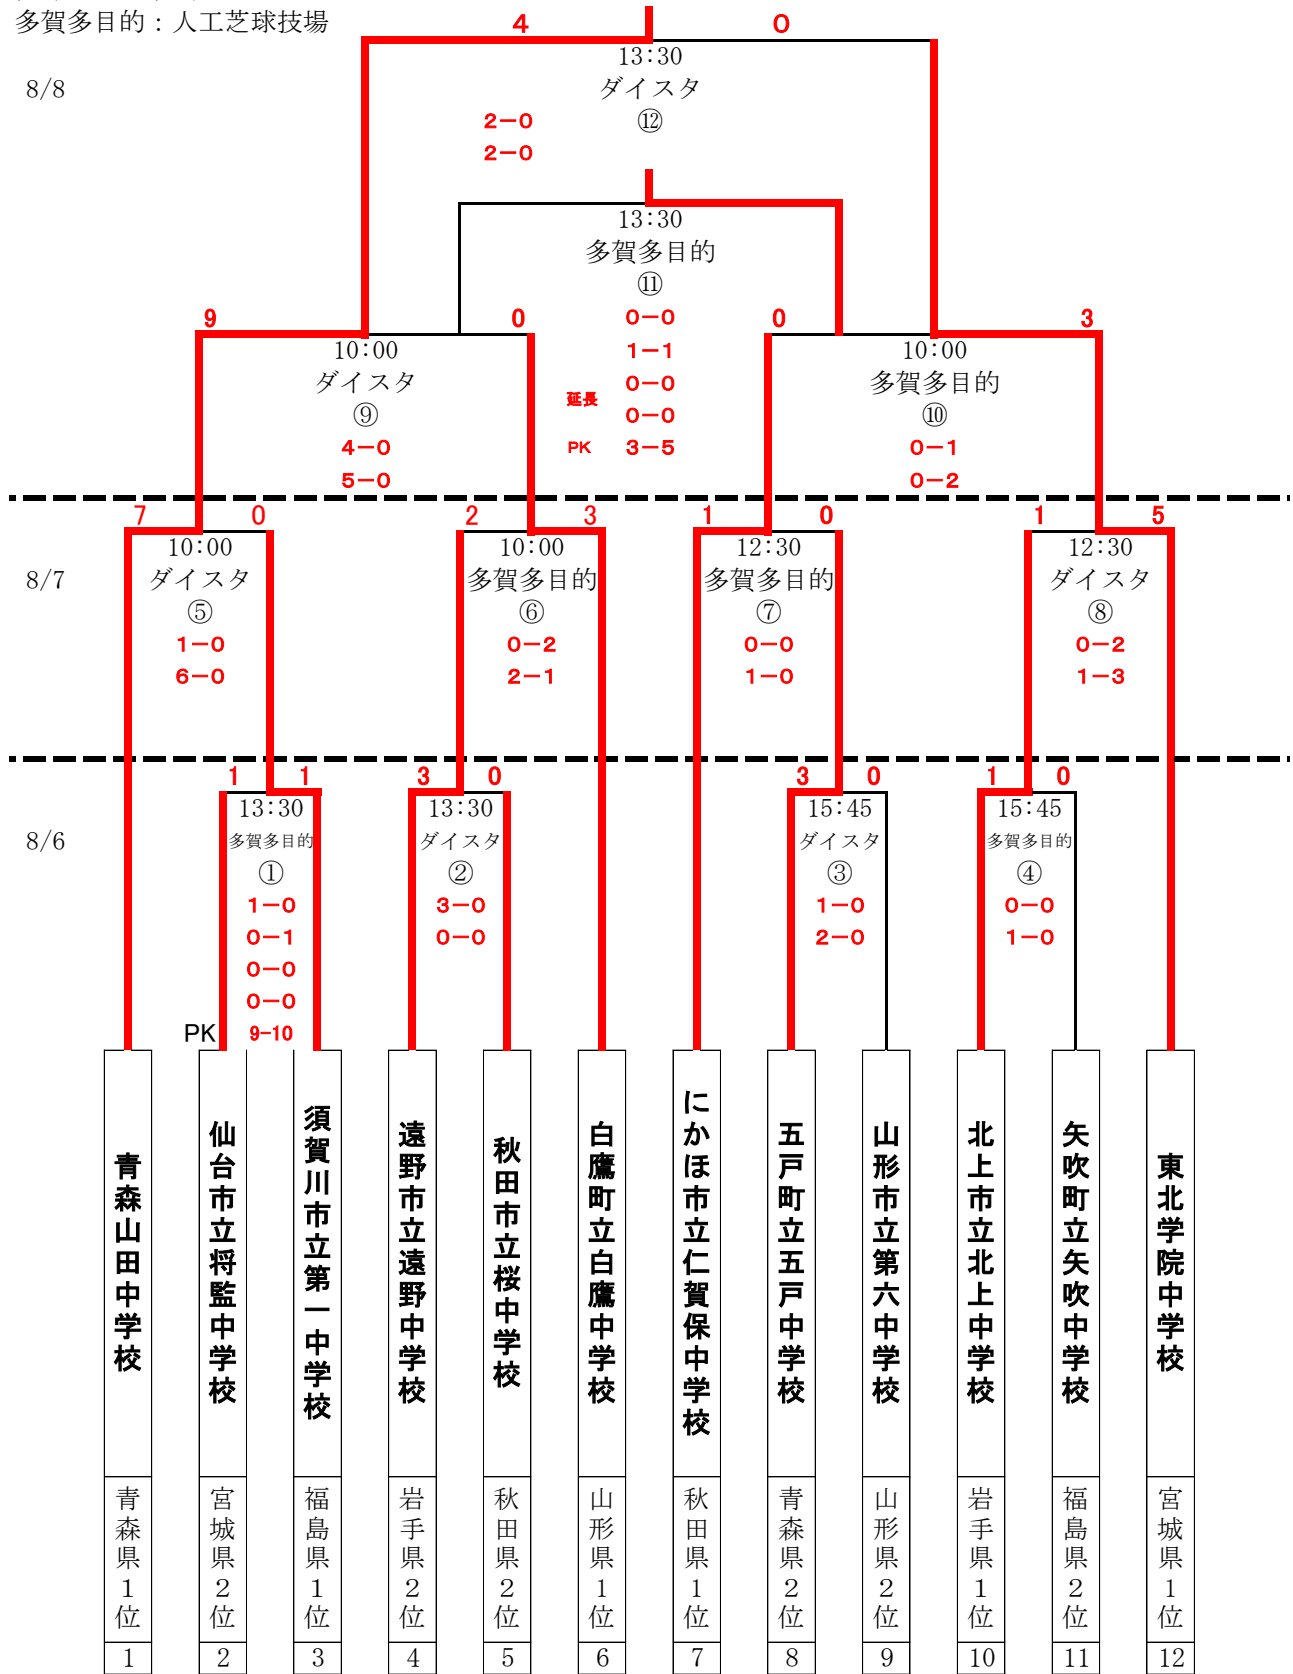 多賀多目的：人工芝球技場
4 0
8/8
13:30
ダイスタ
⑫
2－0
2－0
13:30
多賀多目的
⑪
0－0
1－1
延長
0－0
0－0
PK 3－5
9 0
10:00
ダイスタ
⑨
4－0
5－0
0 3
10:00
多賀多目的
⑩
0－1
0－2
8/7
7 0
10:00
ダイスタ
⑤
1－0
6－0
2 3
10:00
多賀多目的
⑥
0－2
2－1
1 0
12:30
多賀多目的
⑦
0－0
1－0
1 5
12:30
ダイスタ
⑧
0－2
1－3
8/6
1 1
13:30
多賀多目的
①
1－0
0－1
0－0
0－0
PK 9-10
3 0
13:30
ダイスタ
②
3－0
0－0
3 0
15:45
ダイスタ
③
1－0
2－0
1 0
15:45
多賀多目的
④
0－0
1－0
青森山田中学校
青森県1位
1
仙台市立将監中学校
宮城県2位
2
須賀川市立第一中学校
福島県1位
3
遠野市立遠野中学校
岩手県2位
4
秋田市立桜中学校
秋田県2位
5
白鷹町立白鷹中学校
山形県1位
6
にかほ市立仁賀保中学校
秋田県1位
7
五戸町立五戸中学校
青森県2位
8
山形市立第六中学校
山形県2位
9
北上市立北上中学校
岩手県1位
10
矢吹町立矢吹中学校
福島県2位
11
東北学院中学校
宮城県1位
12